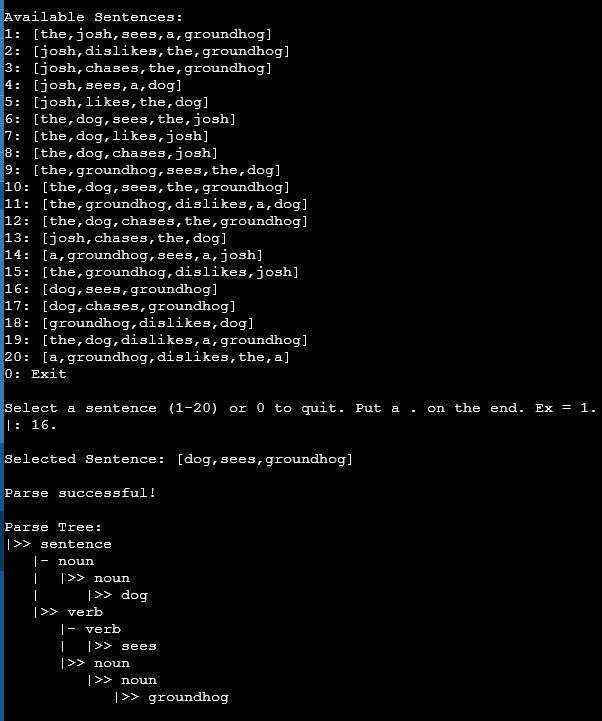 Available Sentences:
1: [the,josh,sees,a,groundhog]
2: [josh,dislikes,the,groundhog]
3: [josh,chases,the,groundhog]
4: [josh,sees,a,dog]
5: [josh,likes,the,dog]
6: [the,dog,sees,the,josh]
7: [the,dog,likes,josh]
8: [the,dog,chases,josh]
9: [the,groundhog,sees,the,dog]
10: [the,dog,sees,the,groundhog]
11: [the,groundhog,dislikes,a,dog]
12: [the,dog,chases,the,groundhog]
13: [josh,chases,the,dog]
14: [a,groundhog,sees,a,josh]
15: [the,groundhog,dislikes,josh]
16: [dog,sees,groundhog]
17: [dog,chases,groundhog]
18: [groundhog,dislikes,dog]
19: [the,dog,dislikes,a,groundhog]
20: [a,groundhog,dislikes,the,a]
0: Exit

Select a sentence (1-20) or 0 to quit. Put a . on the end. Ex = 1.
|: 16.

Selected Sentence: [dog,sees,groundhog]

Parse successful!

Parse Tree:
|>> sentence
   |- noun
   |  |>> noun
   |     |>> dog
   |>> verb
      |- verb
      |  |>> sees
      |>> noun
         |>> noun
            |>> groundhog